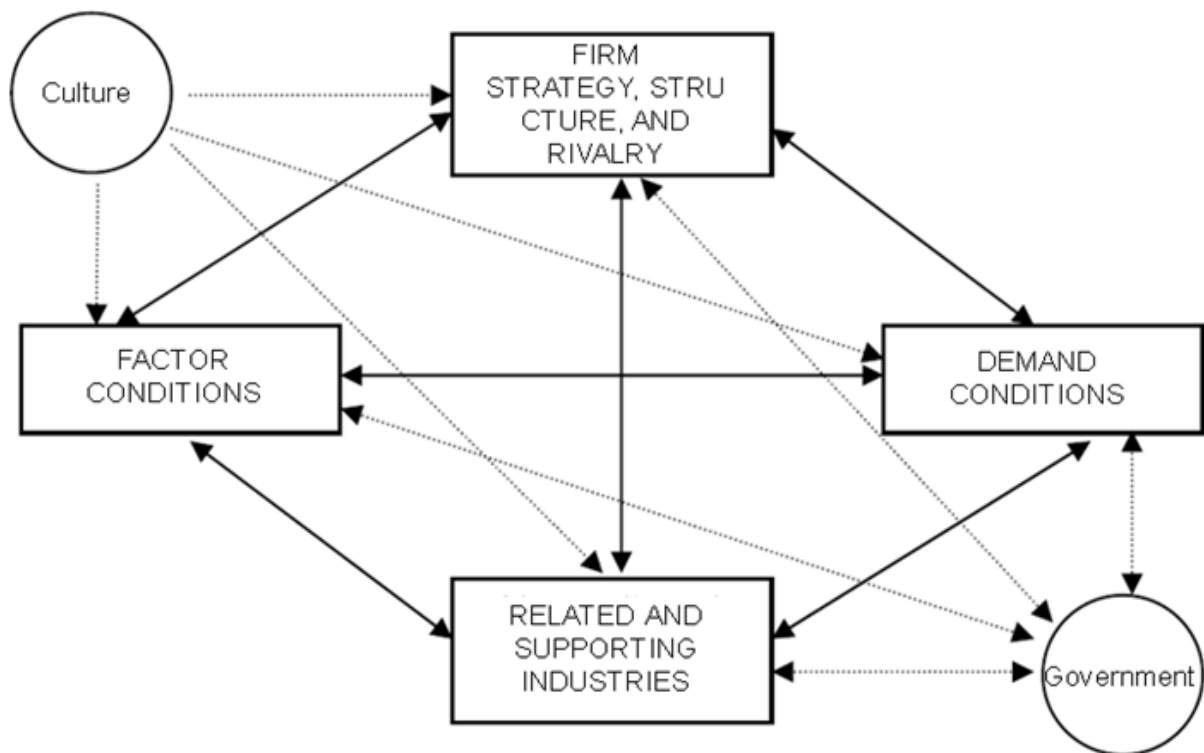 Culture
FIRM
STRATEGY, STRU
CTURE, AND
RIVALRY
FACTOR
CONDITIONS
DEMAND
CONDITIONS
RELATED AND
SUPPORTING
INDUSTRIES
Government